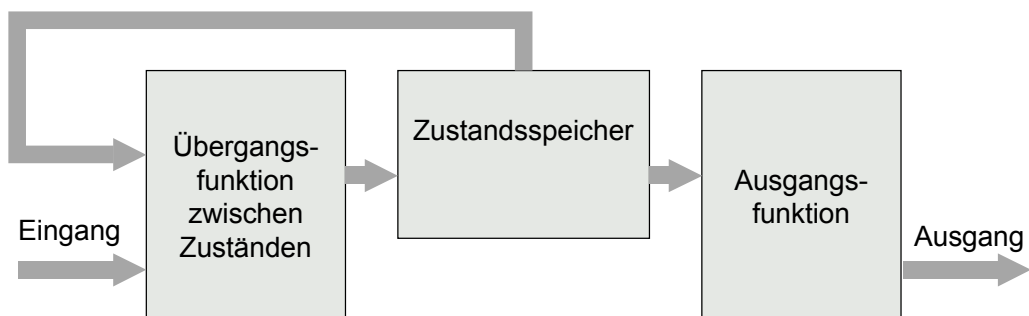 Eingang
Übergangs-
funktion
zwischen
Zuständen
Zustandsspeicher
Ausgangs-
funktion
Ausgang